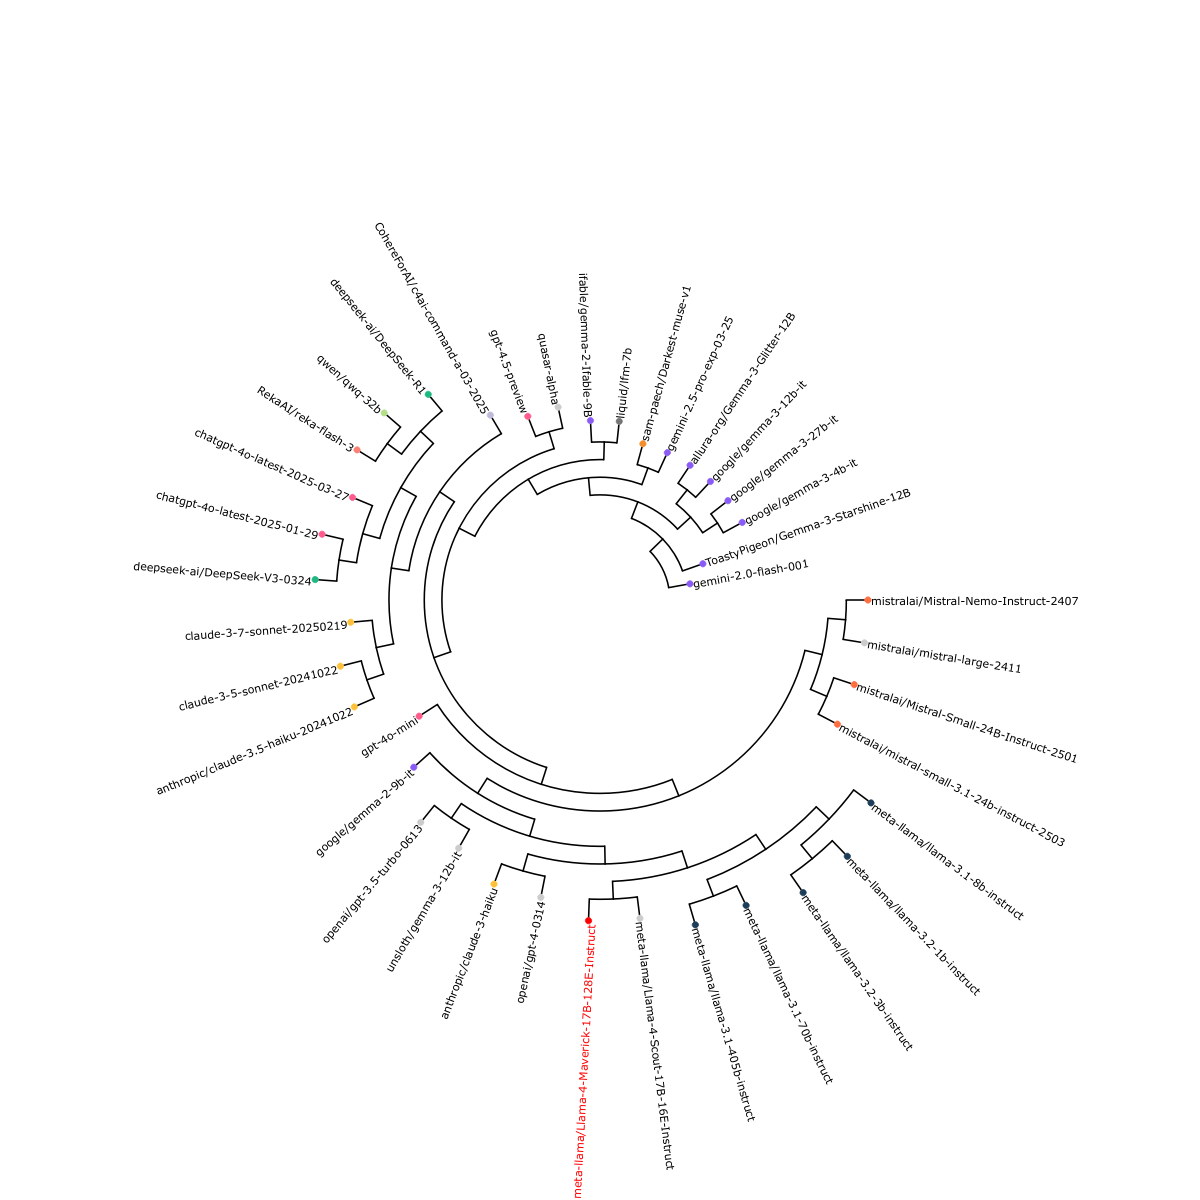 CohereForAI/c4ai-command-a-03-2025
deepseek-ai/DeepSeek-R1
qwen/qwq-32b
RekaAI/reka-flash-3
chatgpt-4o-latest-2025-03-27
chatgpt-4o-latest-2025-01-29
deepseek-ai/DeepSeek-V3-0324
claude-3-7-sonnet-20250219
claude-3-5-sonnet-20241022
anthropic/claude-3.5-haiku-20241022
gpt-4o-mini
google/gemma-2-9b-it
openai/gpt-3.5-turbo-0613
unsloth/gemma-3-12b-it
anthropic/claude-3-haiku
openai/gpt-4-0314
meta-llama/Llama-4-Maverick-17B-128E-Instruct
meta-llama/Llama-4-Scout-17B-16E-Instruct
meta-llama/llama-3.1-405b-instruct
meta-llama/llama-3.1-70b-instruct
meta-llama/llama-3.2-3b-instruct
meta-llama/llama-3.2-1b-instruct
meta-llama/llama-3.1-8b-instruct
mistralai/mistral-small-3.1-24b-instruct-2503
mistralai/Mistral-Small-24B-Instruct-2501
mistralai/mistral-large-2411
mistralai/Mistral-Nemo-Instruct-2407
gemini-2.0-flash-001
ToastyPigeon/Gemma-3-Starshine-12B
google/gemma-3-4b-it
google/gemma-3-27b-it
google/gemma-3-12b-it
allura-org/Gemma-3-Glitter-12B
gemini-2.5-pro-exp-03-25
sam-paech/Darkest-muse-v1
liquid/lfm-7b
ifable/gemma-2-Ifable-9B
quasar-alpha
gpt-4.5-preview